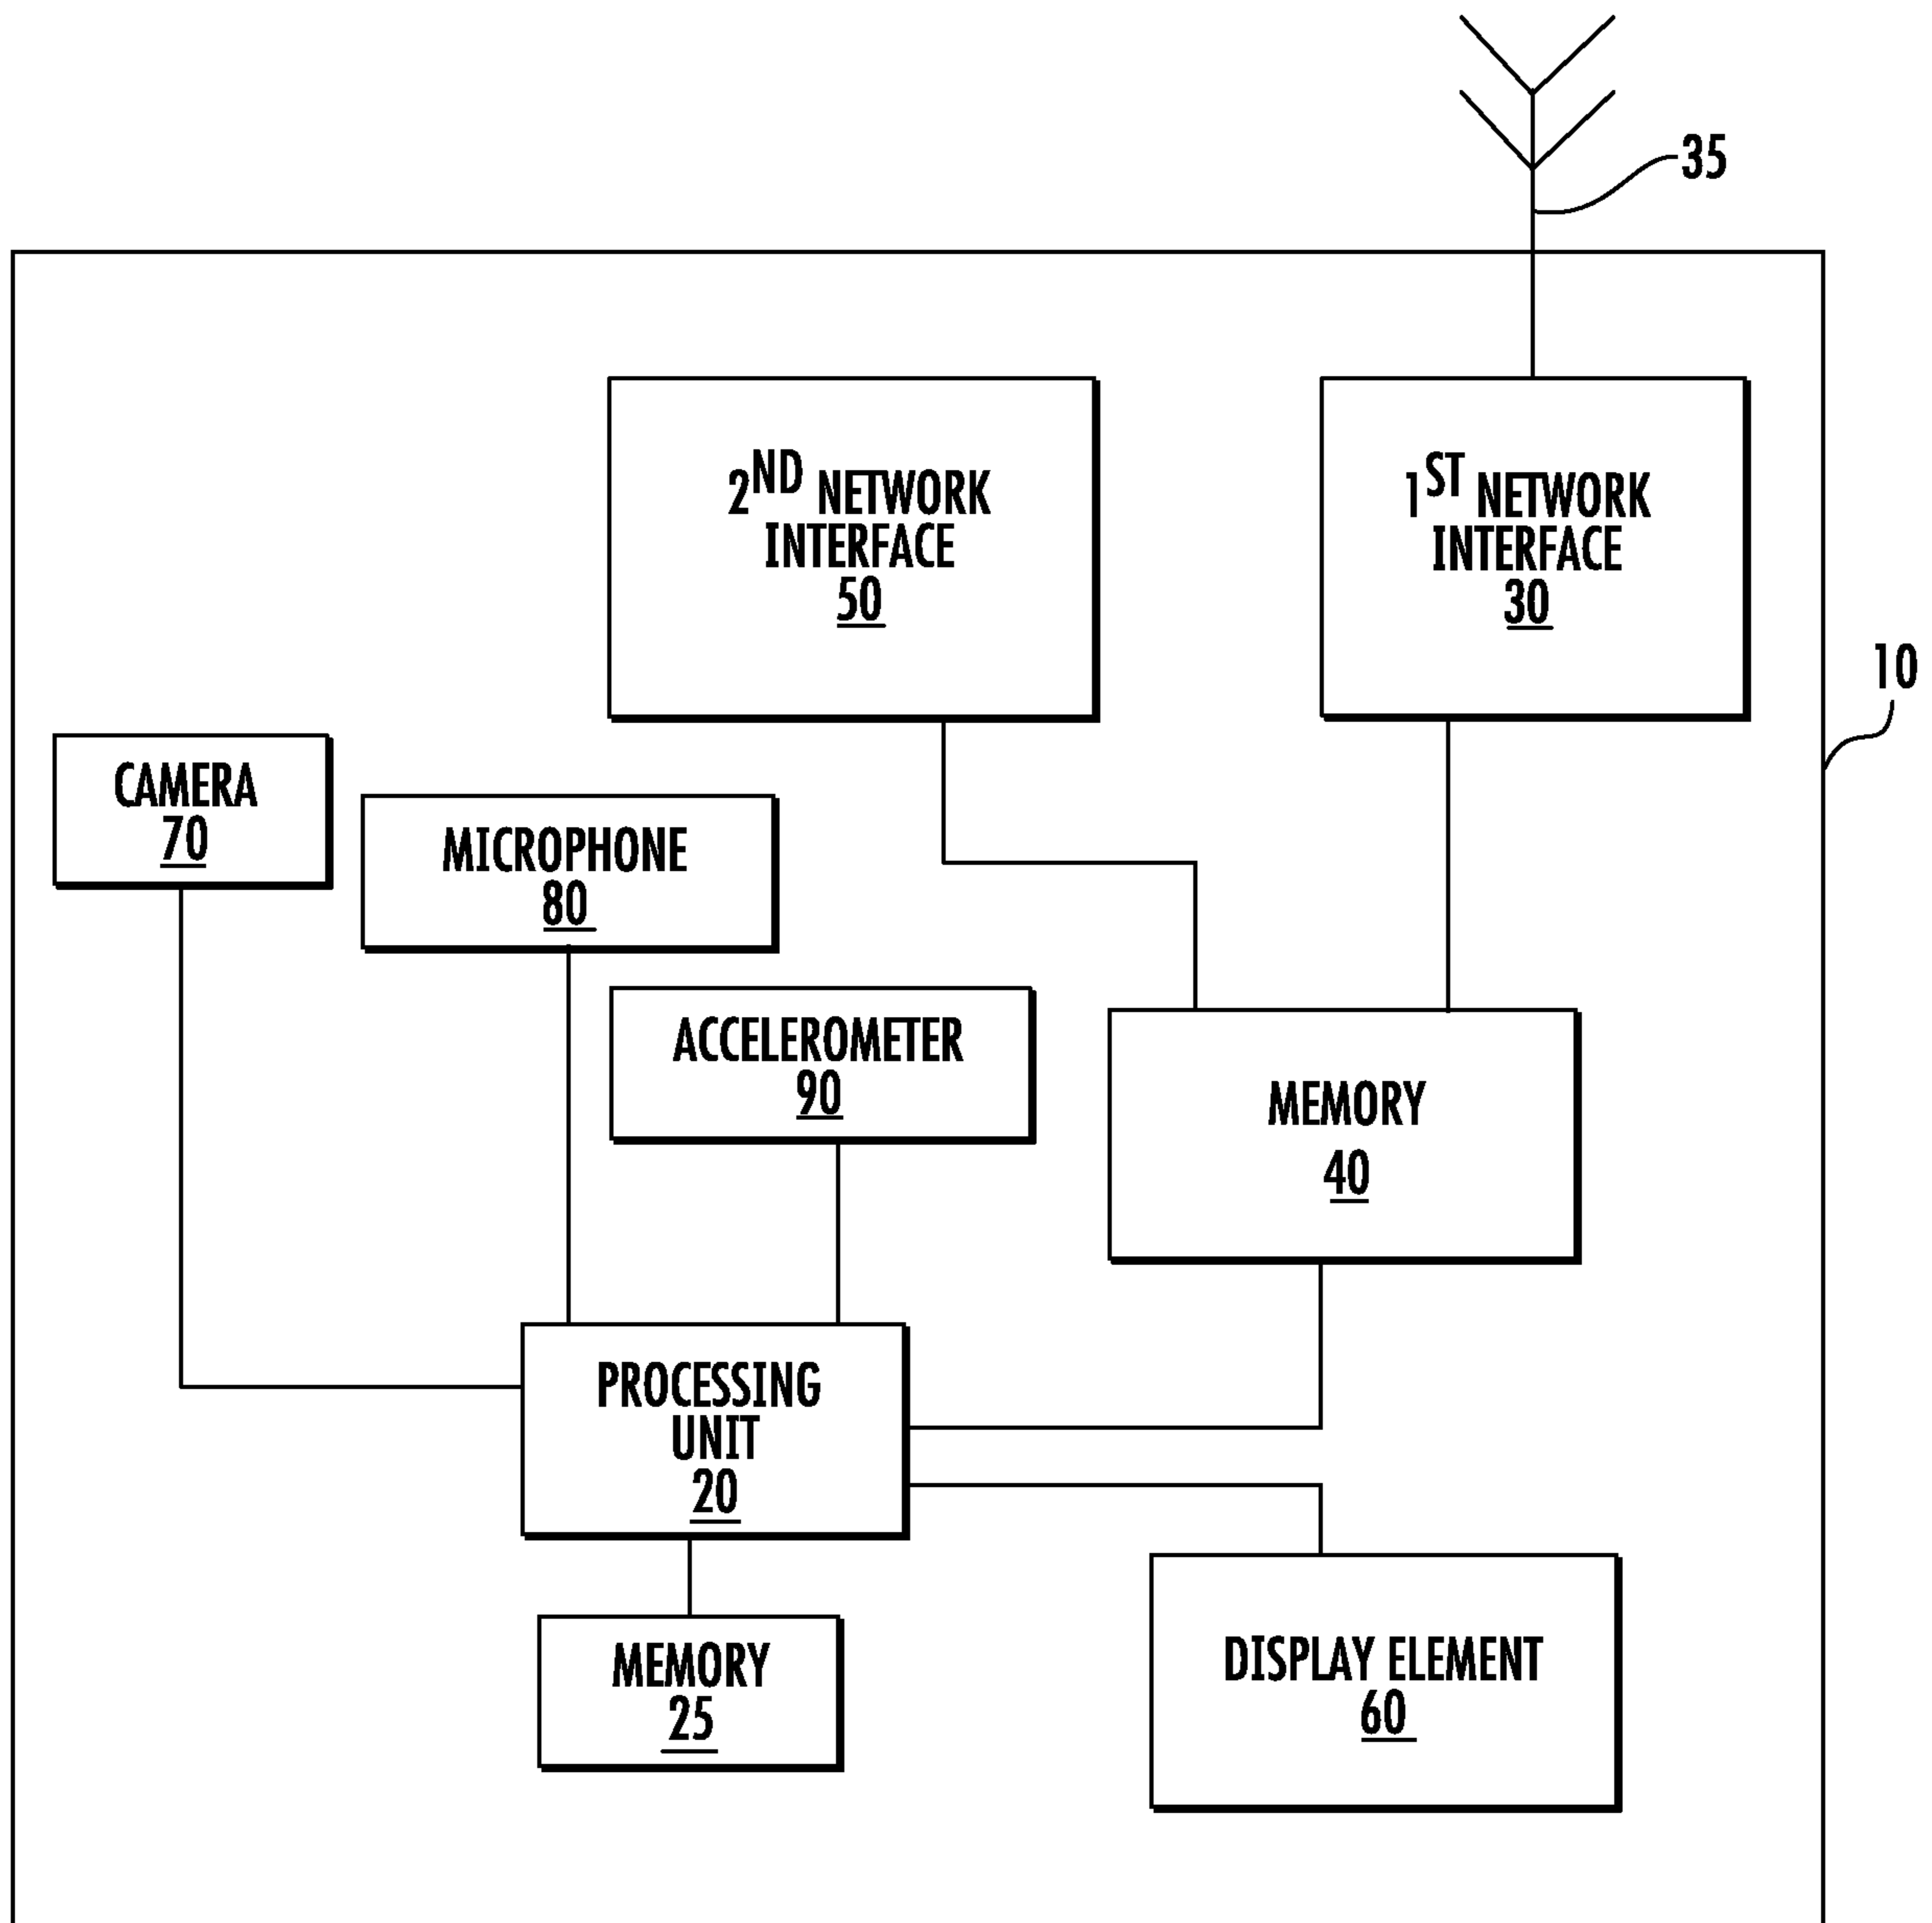 35
2ND NETWORK
INTERFACE
50
1ST NETWORK
INTERFACE
30
10
CAMERA
70
MICROPHONE
80
ACCELEROMETER
90
MEMORY
40
PROCESSING
UNIT
20
MEMORY
25
DISPLAY ELEMENT
60